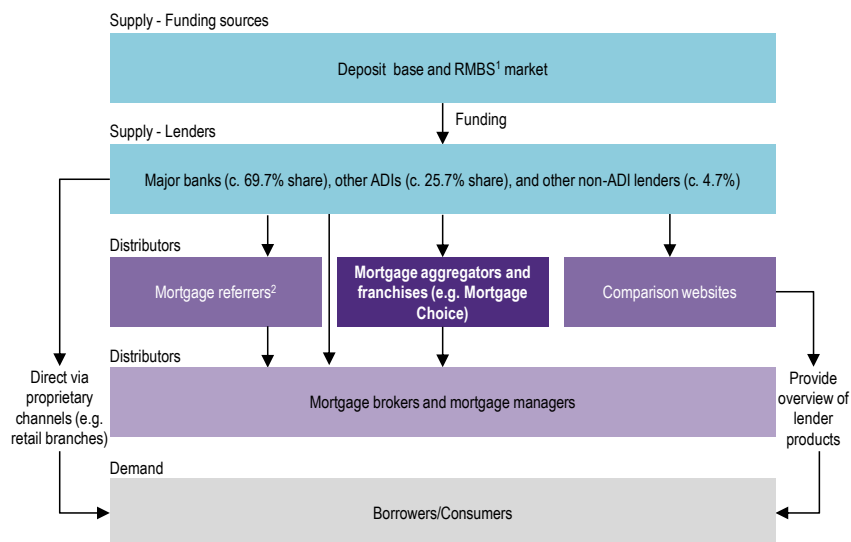 Supply - Funding sources
Deposit base and RMBS1 market
Funding
Supply - Lenders
Major banks (c. 69.7% share), other ADIs (c. 25.7% share), and other non-ADI lenders (c. 4.7%)
Distributors
Mortgage referrers2
Mortgage aggregators and
franchises (e.g. Mortgage
Choice)
Comparison websites
Distributors
Mortgage brokers and mortgage managers
Direct via
proprietary
channels (e.g.
retail branches)
Provide
overview of
lender
products
Demand
Borrowers/Consumers